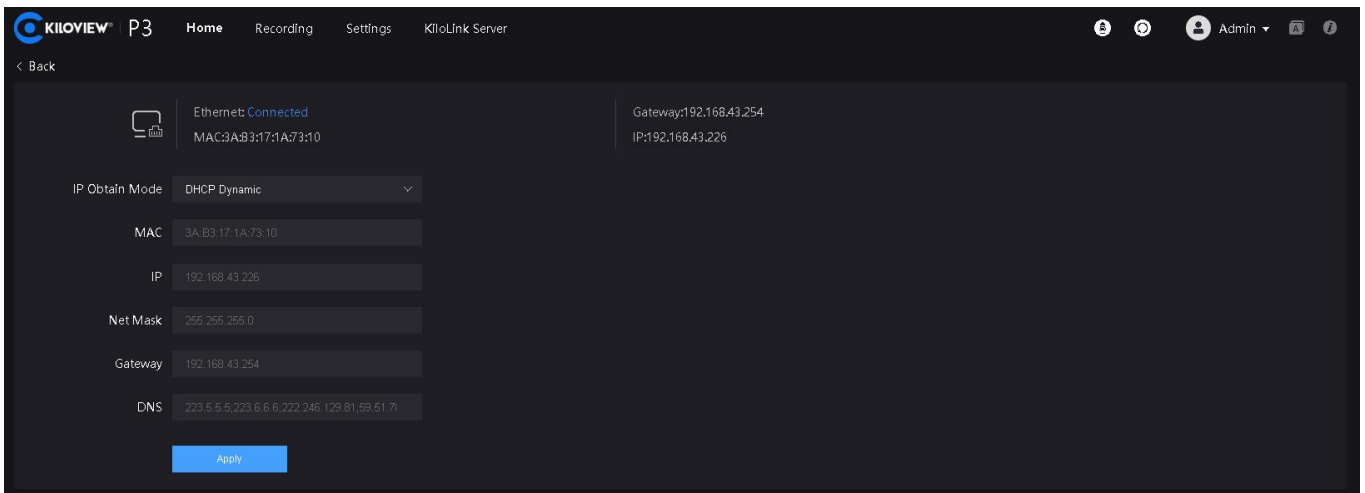 KILOVIEW® P3 Home Recording Settings KiloLink Server Admin
< Back
Ethernet: Connected
MAC:3A:B3:17:1A:73:10
Gateway:192.168.43.254
IP:192.168.43.226
IP Obtain Mode DHCP Dynamic
MAC 3A:B3:17:1A:73:10
IP 192.168.43.226
Net Mask 255.255.255.0
Gateway 192.168.43.254
DNS 223.5.5.5;223.6.6.6;222.246.129.81;59.51.7
Apply